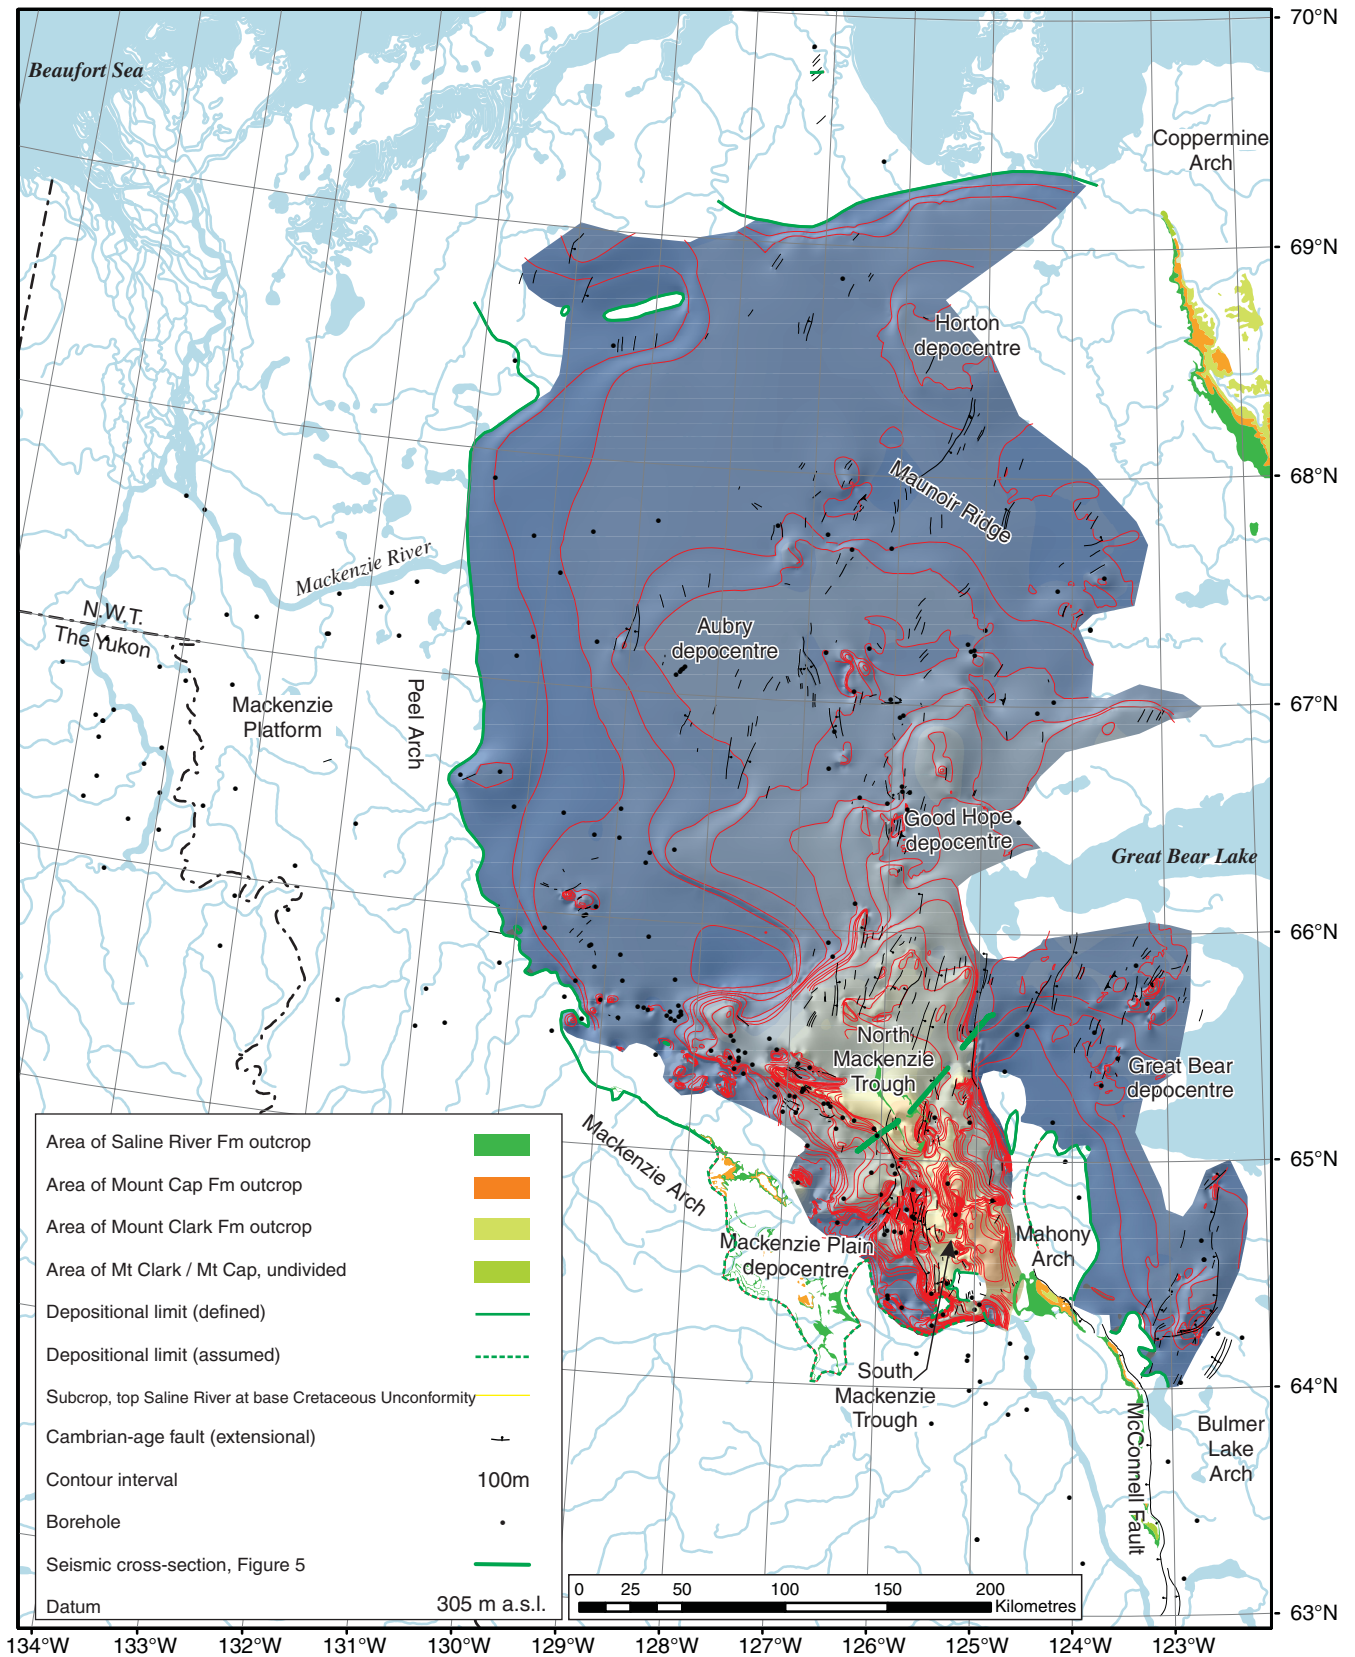 70°N
Beaufort Sea
Coppermine
Arch
69°N
Horton
depocentre
68°N
Maunoir Ridge
Mackenzie River
N.W.T.
The Yukon
Aubry
depocentre
Peel Arch
Mackenzie
Platform
67°N
Good Hope
depocentre
Great Bear Lake
66°N
North
Mackenzie
Trough
Great Bear
depocentre
Mackenzie Arch
65°N
Mackenzie Plain
depocentre
Mahony
Arch
South
Mackenzie
Trough
64°N
McConnell Fault
Bulmer
Lake
Arch
63°N
Area of Saline River Fm outcrop
Area of Mount Cap Fm outcrop
Area of Mount Clark Fm outcrop
Area of Mt Clark / Mt Cap, undivided
Depositional limit (defined)
Depositional limit (assumed)
Subcrop, top Saline River at base Cretaceous Unconformity
Cambrian-age fault (extensional)
Contour interval 100m
Borehole
Seismic cross-section, Figure 5
Datum 305 m a.s.l.
0 25 50 100 150 200
Kilometres
134°W 133°W 132°W 131°W 130°W 129°W 128°W 127°W 126°W 125°W 124°W 123°W